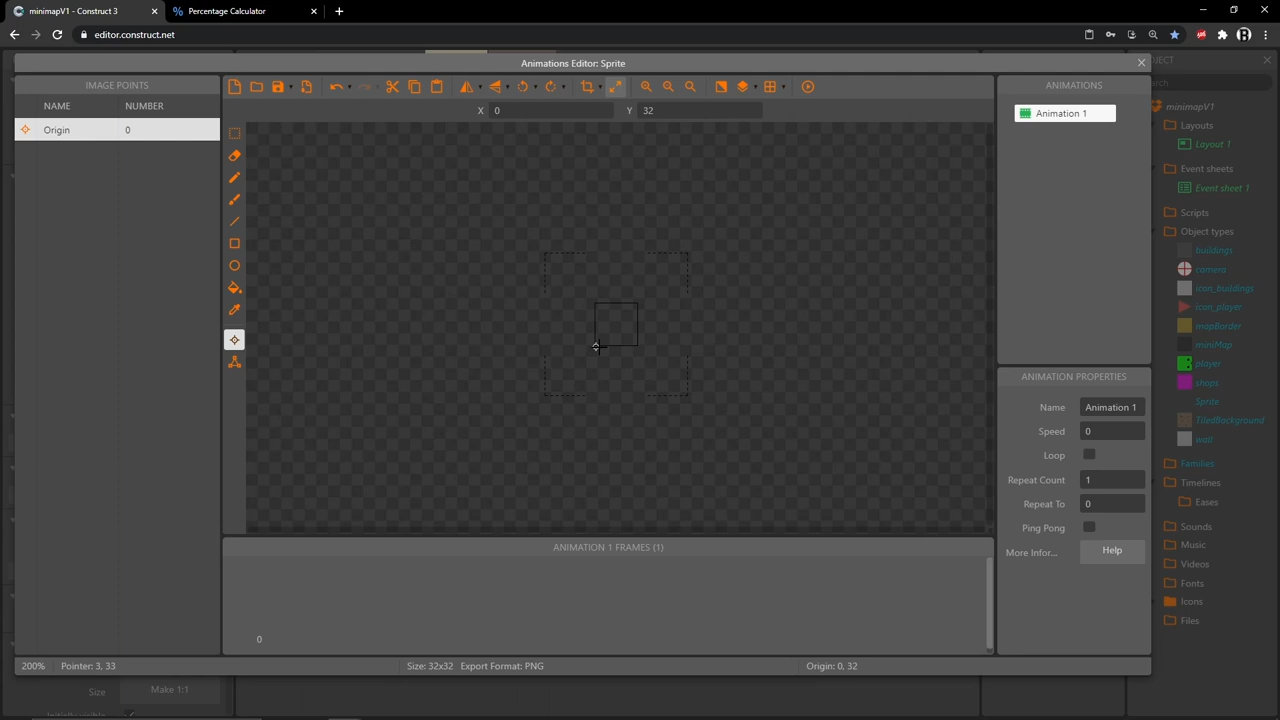 minimapV1 - Construct 3
Percentage Calculator
editor.construct.net
Animations Editor: Sprite
IMAGE POINTS
NAME NUMBER
Origin 0
X 0 Y 32
ANIMATIONS
Animation 1
ANIMATION PROPERTIES
Name Animation 1
Speed 0
Loop
Repeat Count 1
Repeat To 0
Ping Pong
More Infor... Help
ANIMATION 1 FRAMES (1)
0
200% Pointer: 3, 33 Size: 32x32 Export Format: PNG Origin: 0, 32
minimapV1
Layouts
Layout 1
Event sheets
Event sheet 1
Scripts
Object types
buildings
camera
icon_buildings
icon_player
mapBorder
miniMap
player
shops
Sprite
TiledBackground
wall
Families
Timelines
Eases
Sounds
Music
Videos
Fonts
Icons
Files
Size Make 1:1